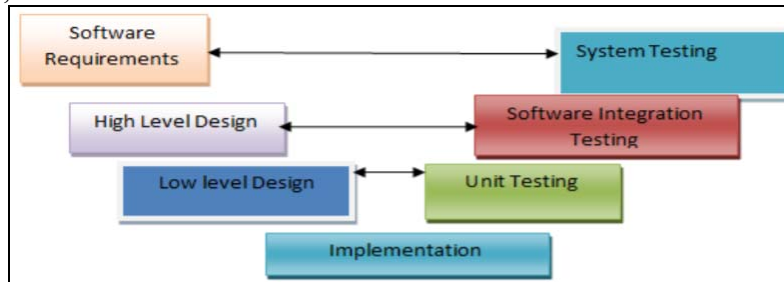 )
Software
Requirements
System Testing
High Level Design
Software Integration
Testing
Low level Design
Unit Testing
Implementation